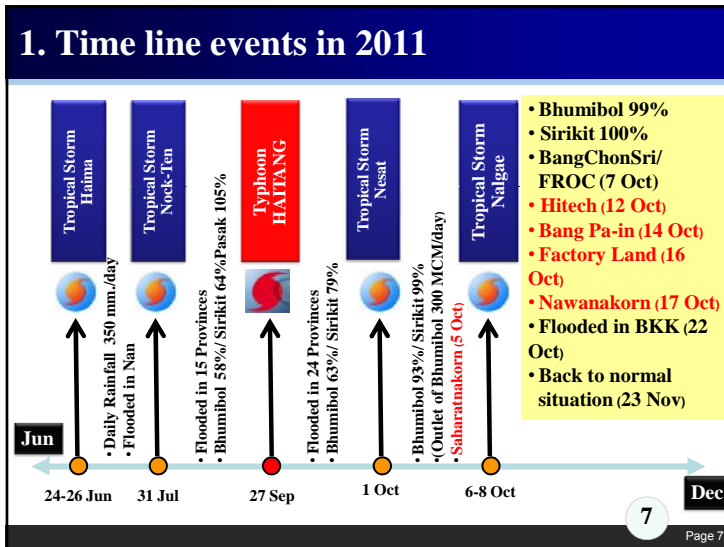 1. Time line events in 2011
Tropical Storm
Haima
Tropical Storm
Nock-Ten
Typhoon
HAITANG
Tropical Storm
Nesat
Tropical Storm
Nalgae
• Daily Rainfall 350 mm./day
• Flooded in Nan
• Flooded in 15 Provinces
• Bhumibol 58%/ Sirikit 64%Pasak 105%
• Flooded in 24 Provinces
• Bhumibol 63%/ Sirikit 79%
• Bhumibol 93%/ Sirikit 99%
•(Outlet of Bhumibol 300 MCM/day)
• Saharatnakorn (5 Oct)
• Bhumibol 99%
• Sirikit 100%
• BangChonSri/
FROC (7 Oct)
• Hitech (12 Oct)
• Bang Pa-in (14 Oct)
• Factory Land (16
Oct)
• Nawanakorn (17 Oct)
• Flooded in BKK (22
Oct)
• Back to normal
situation (23 Nov)
Jun
24-26 Jun
31 Jul
27 Sep
1 Oct
6-8 Oct
Dec
7
Page 7